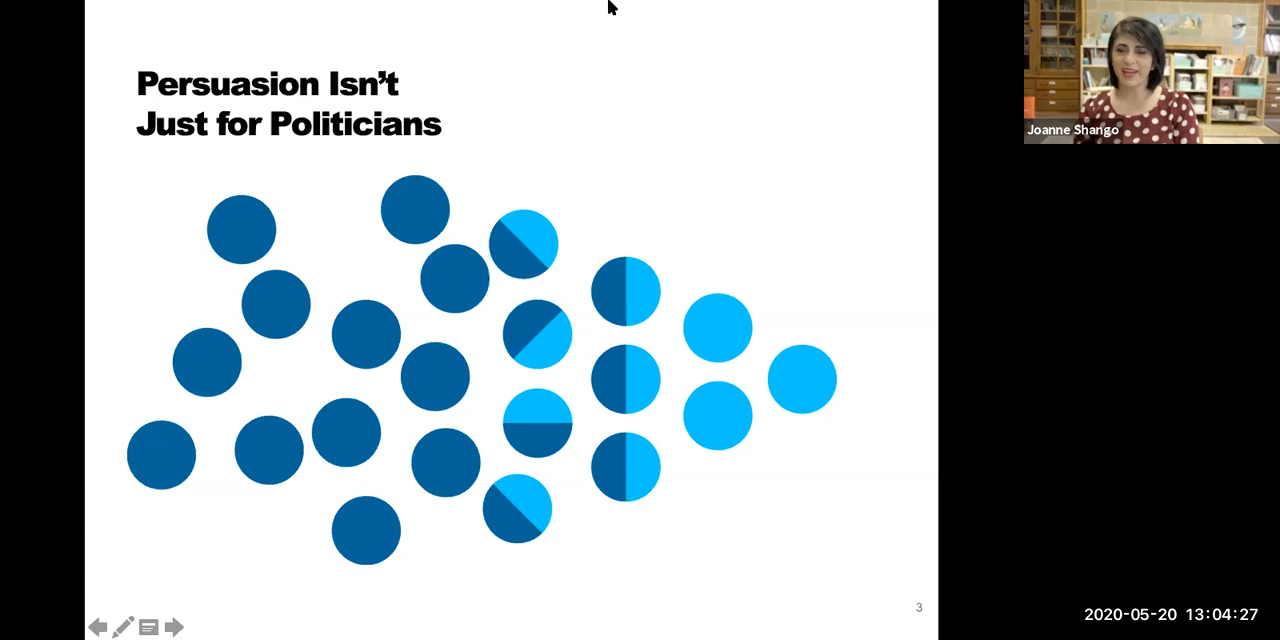 Persuasion Isn’t
Just for Politicians
Joanne Shango
3
2020-05-20 13:04:27